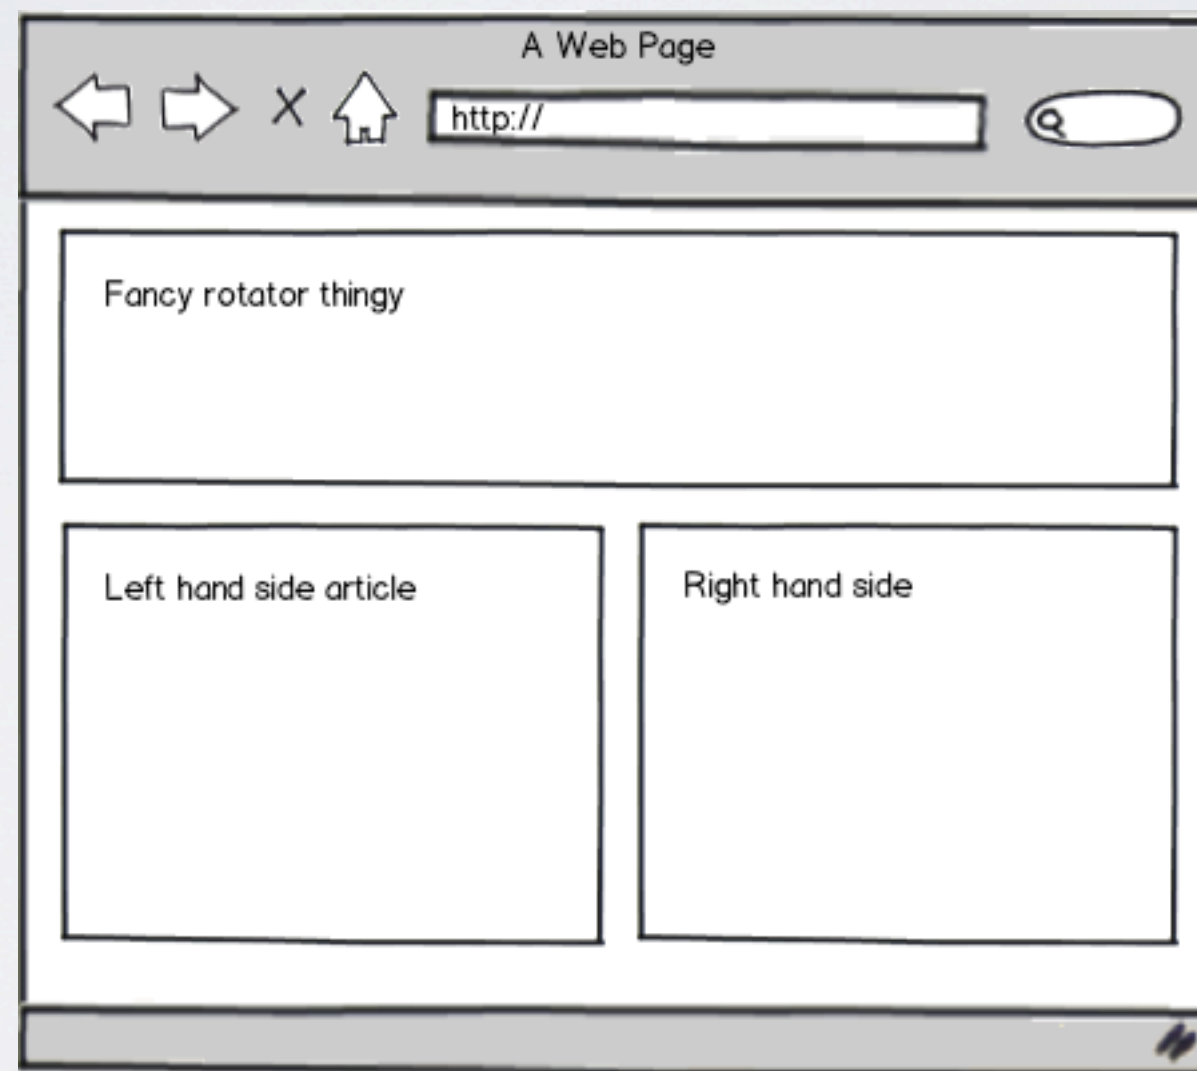 A Web Page
http://
Fancy rotator thingy
Left hand side article
Right hand side